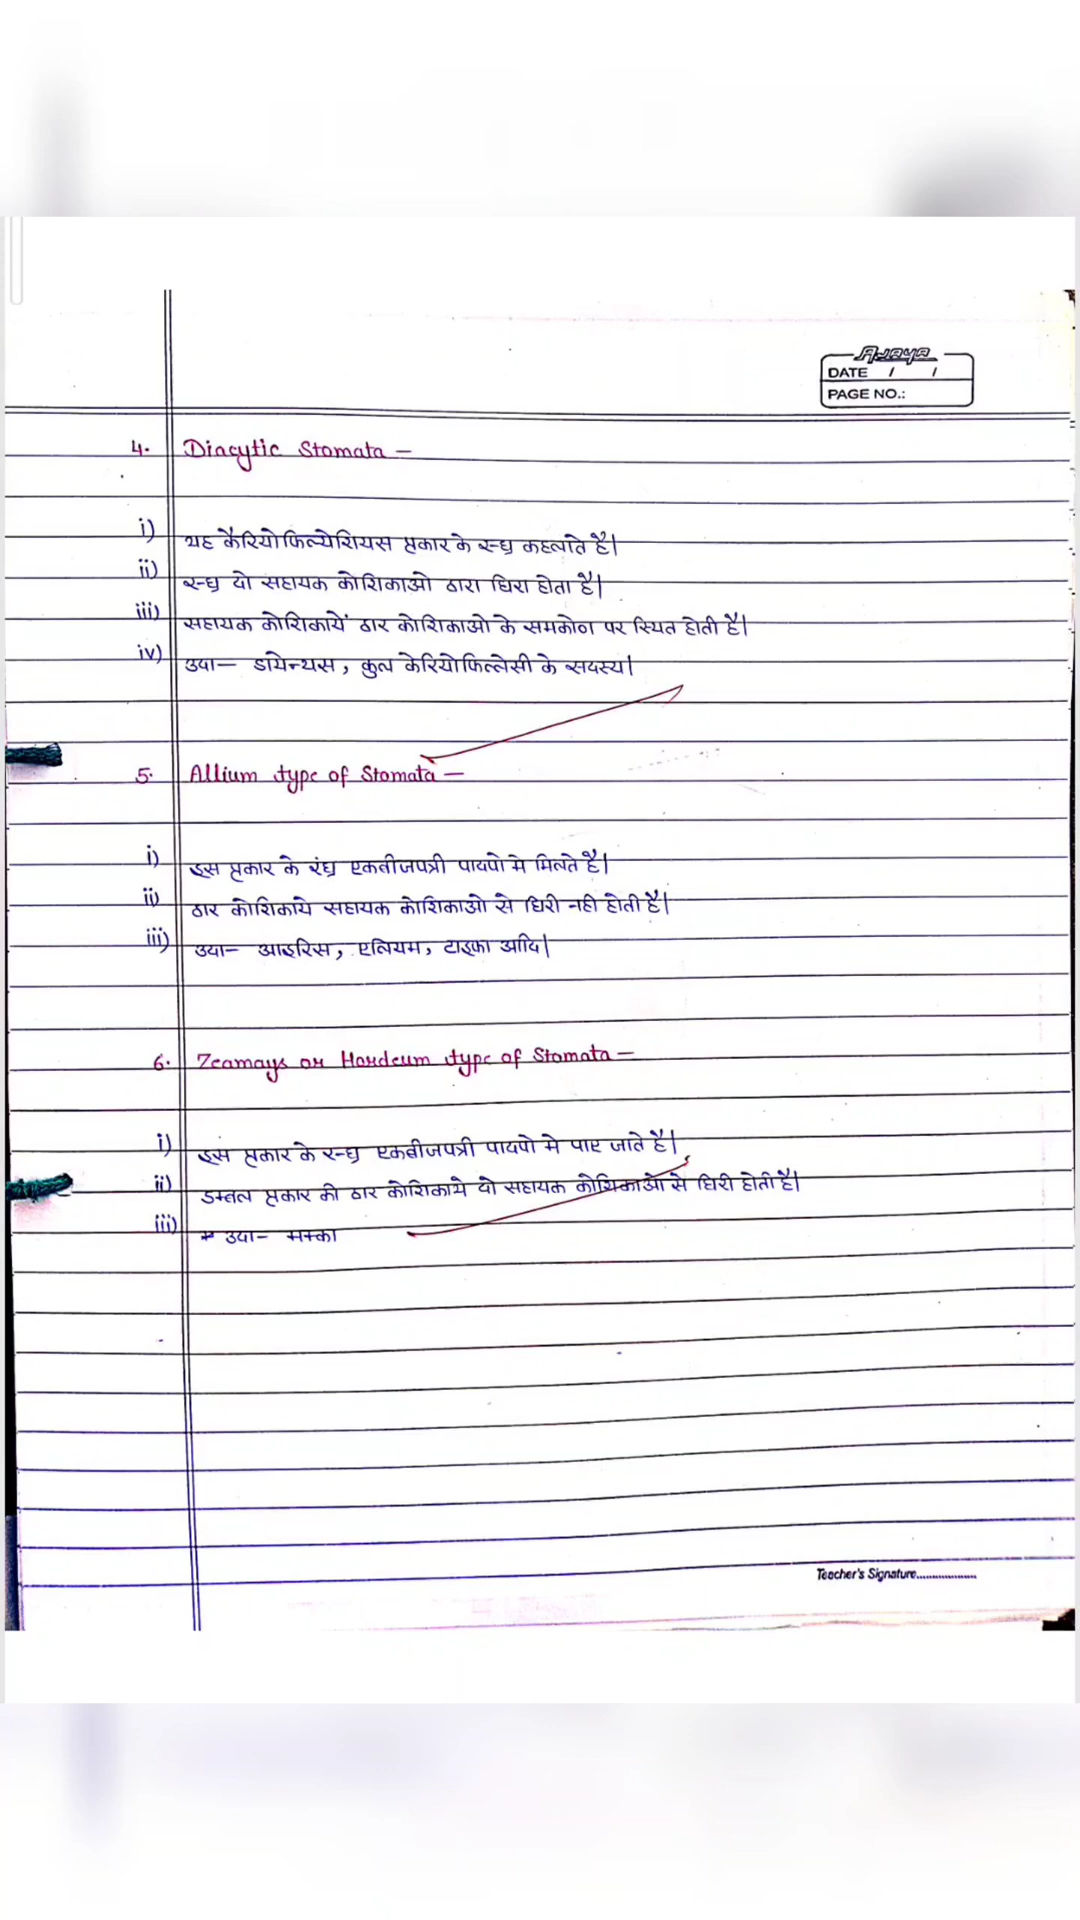 Ajaya
DATE / /
PAGE NO.:
4. Diacytic Stomata –
i) यह कैरियोफिल्येशियस प्रकार के रन्ध्र कहलाते है।
ii) रन्ध्र दो सहायक कोशिकाओ द्वारा घिरा होता है।
iii) सहायक कोशिकायें द्वार कोशिकाओ के समकोण पर स्थित होती है।
iv) उदा– डायेन्थस, कुल केरियोफिल्लेसी के सदस्य।
5. Allium type of Stomata –
i) इस प्रकार के रंध्र एकबीजपत्री पादपो मे मिलते है।
ii) द्वार कोशिकाये सहायक कोशिकाओ से घिरी नही होती है।
iii) उदा– आइरिस, एलियम, टाइफा आदि।
6. Zeamays or Hordeum type of Stomata –
i) इस प्रकार के रन्ध्र एकबीजपत्री पादपो मे पाए जाते है।
ii) डम्बल प्रकार की द्वार कोशिकाये दो सहायक कोशिकाओ से घिरी होती है।
iii) उदा– मक्का
Teacher's Signature..................